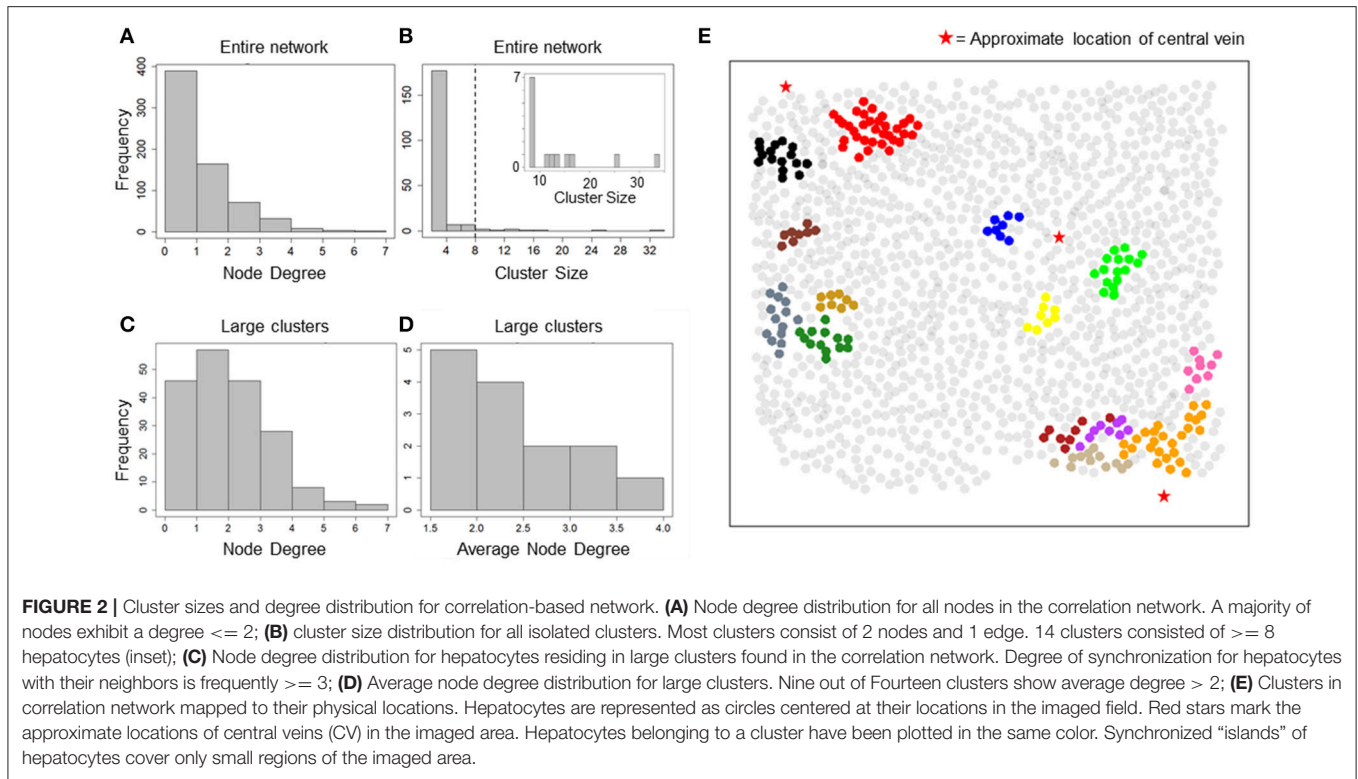 A
Entire network
Frequency
0 100 200 300 400
0 1 2 3 4 5 6 7
Node Degree
B
Entire network
0 50 100 150
4 8 12 16 20 24 28 32
Cluster Size
7
0
10 20 30
Cluster Size
C
Large clusters
Frequency
0 10 20 30 40 50
0 1 2 3 4 5 6 7
Node Degree
D
Large clusters
0 1 2 3 4 5
1.5 2.0 2.5 3.0 3.5 4.0
Average Node Degree
E
★ = Approximate location of central vein
FIGURE 2 | Cluster sizes and degree distribution for correlation-based network. (A) Node degree distribution for all nodes in the correlation network. A majority of
nodes exhibit a degree <= 2; (B) cluster size distribution for all isolated clusters. Most clusters consist of 2 nodes and 1 edge. 14 clusters consisted of >= 8
hepatocytes (inset); (C) Node degree distribution for hepatocytes residing in large clusters found in the correlation network. Degree of synchronization for hepatocytes
with their neighbors is frequently >= 3; (D) Average node degree distribution for large clusters. Nine out of Fourteen clusters show average degree > 2; (E) Clusters in
correlation network mapped to their physical locations. Hepatocytes are represented as circles centered at their locations in the imaged field. Red stars mark the
approximate locations of central veins (CV) in the imaged area. Hepatocytes belonging to a cluster have been plotted in the same color. Synchronized “islands” of
hepatocytes cover only small regions of the imaged area.